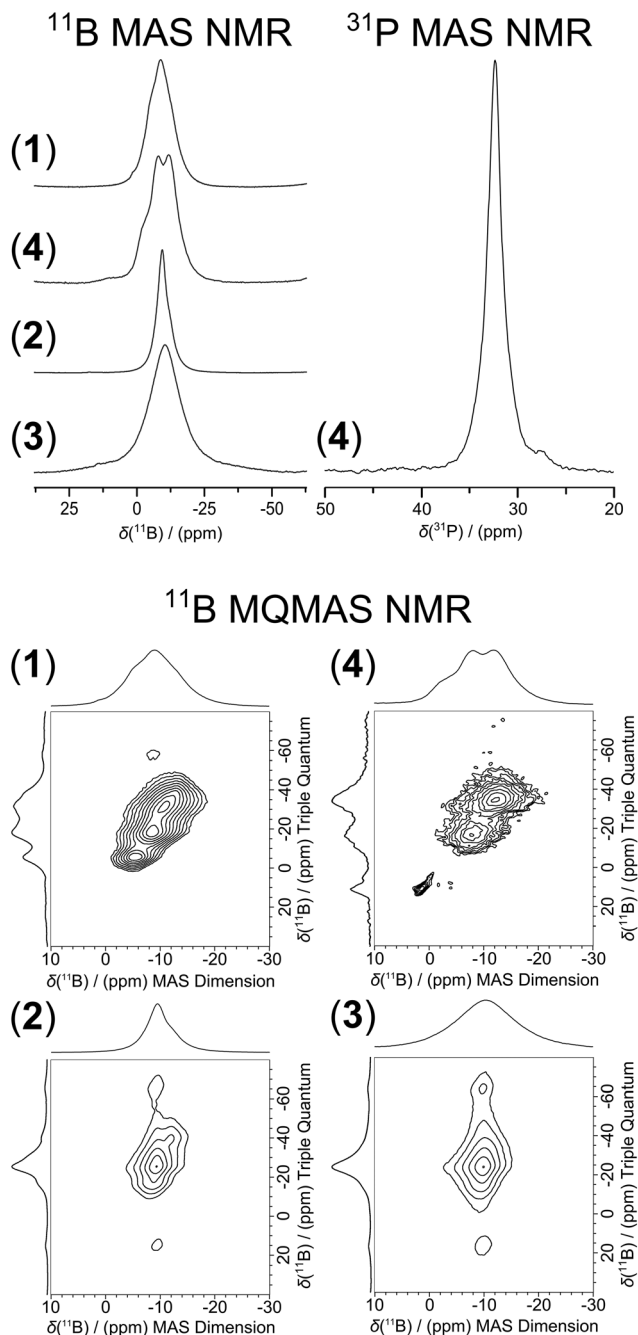 ¹¹B MAS NMR
³¹P MAS NMR
(1)
(4)
(2)
(3)
(4)
25 0 -25 -50
δ(¹¹B) / (ppm)
50 40 30 20
δ(³¹P) / (ppm)
¹¹B MQMAS NMR
(1)
-60
-40
-20
0
20
δ(¹¹B) / (ppm) Triple Quantum
10 0 -10 -20 -30
δ(¹¹B) / (ppm) MAS Dimension
(4)
-60
-40
-20
0
20
δ(¹¹B) / (ppm) Triple Quantum
10 0 -10 -20 -30
δ(¹¹B) / (ppm) MAS Dimension
(2)
-60
-40
-20
0
20
δ(¹¹B) / (ppm) Triple Quantum
10 0 -10 -20 -30
δ(¹¹B) / (ppm) MAS Dimension
(3)
-60
-40
-20
0
20
δ(¹¹B) / (ppm) Triple Quantum
10 0 -10 -20 -30
δ(¹¹B) / (ppm) MAS Dimension